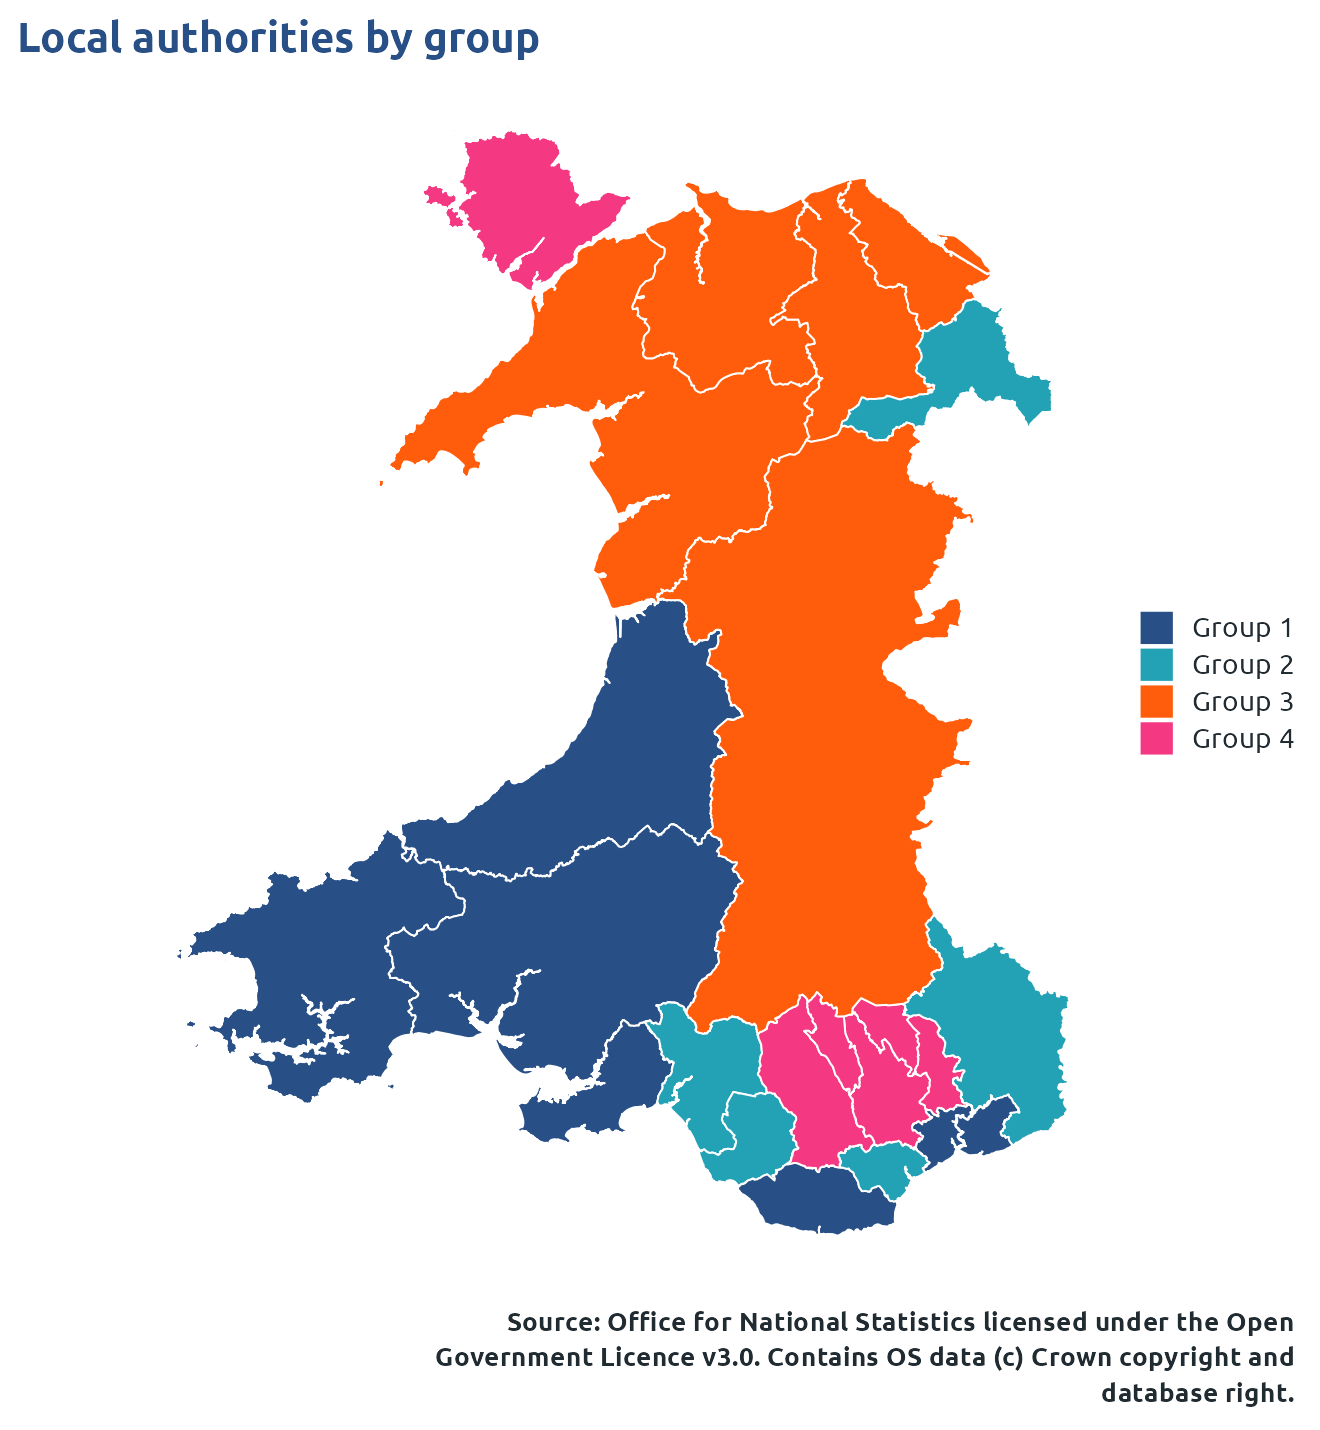 Local authorities by group
Group 1
Group 2
Group 3
Group 4
Source: Office for National Statistics licensed under the Open
Government Licence v3.0. Contains OS data (c) Crown copyright and
database right.